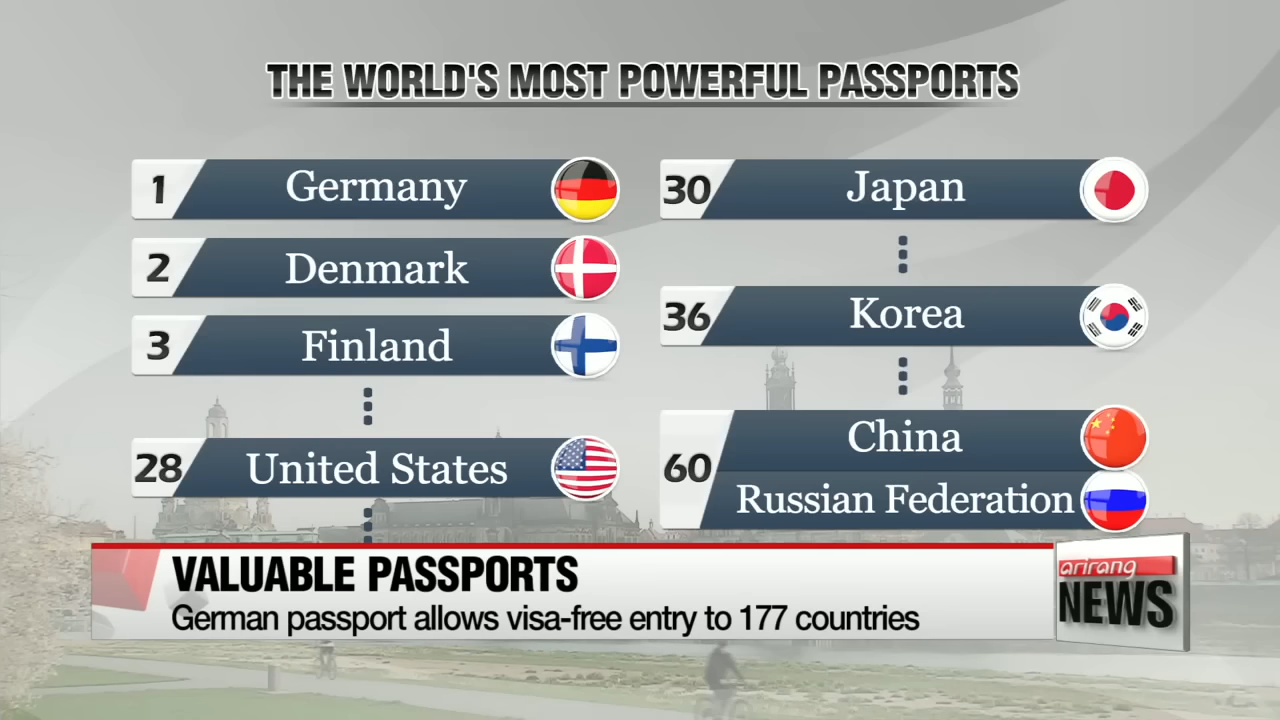 THE WORLD'S MOST POWERFUL PASSPORTS
1 Germany
2 Denmark
3 Finland
28 United States
30 Japan
36 Korea
60 China
Russian Federation
VALUABLE PASSPORTS
German passport allows visa-free entry to 177 countries
arirang
NEWS